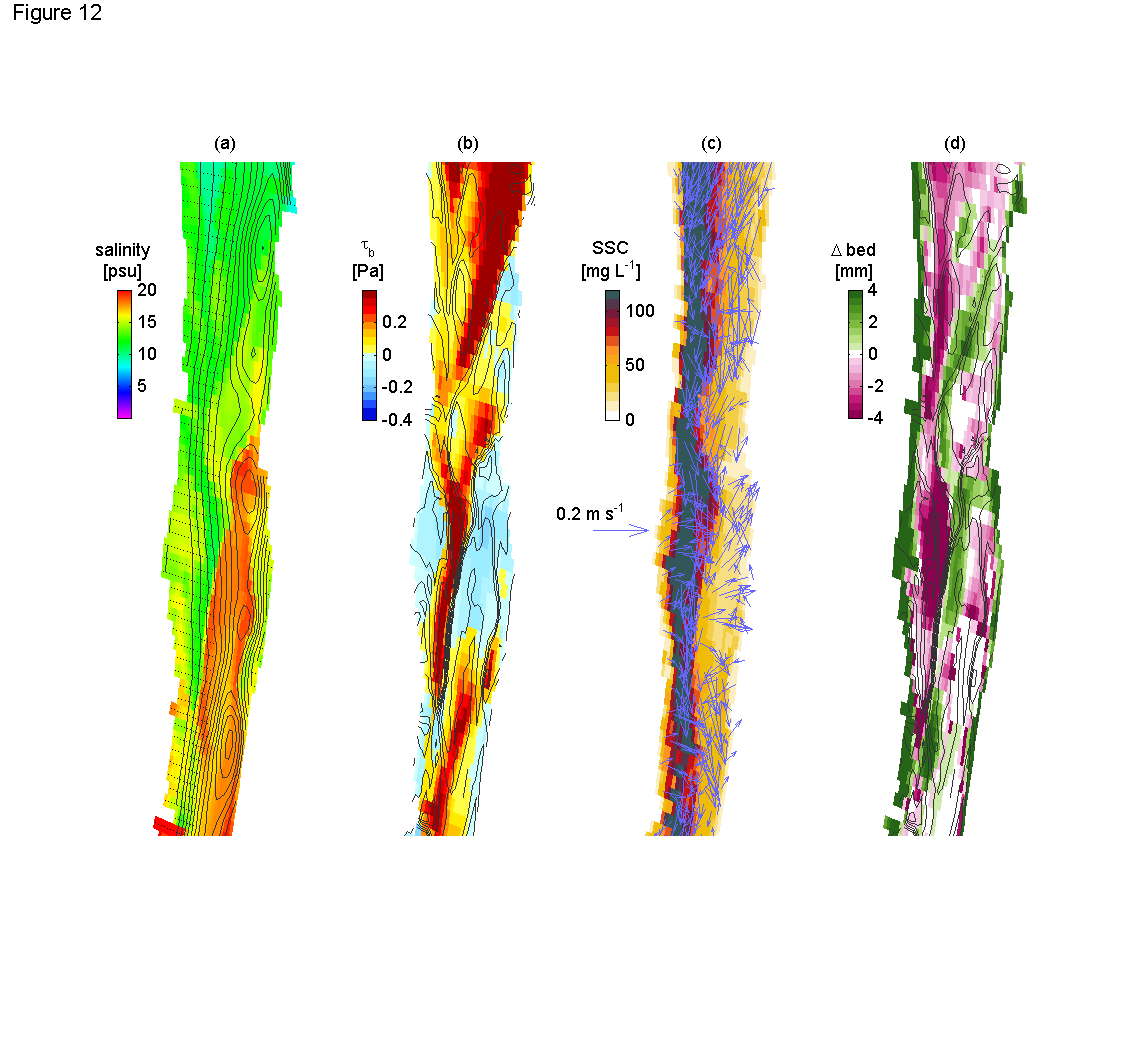 Figure 12
(a)
(b)
(c)
(d)
salinity
[psu]
20
15
10
5
τb
[Pa]
0.2
0
-0.2
-0.4
SSC
[mg L-1]
100
50
0
0.2 m s-1
Δ bed
[mm]
4
2
0
-2
-4